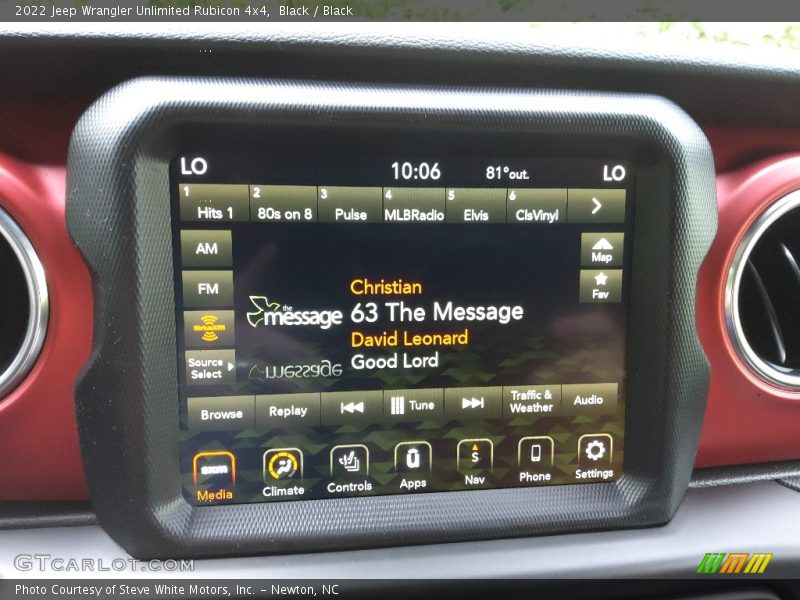 2022 Jeep Wrangler Unlimited Rubicon 4x4, Black / Black
LO 10:06 81°out. LO
1 Hits 1 2 80s on 8 3 Pulse 4 MLBRadio 5 Elvis 6 ClsVinyl
AM
Map
FM
Fav
Christian
the message 63 The Message
SiriusXM
David Leonard
Source Select
message Good Lord
Browse Replay Tune Traffic & Weather Audio
Media Climate Controls Apps S Nav Phone Settings
GTCARLOT.COM
Photo Courtesy of Steve White Motors, Inc. – Newton, NC